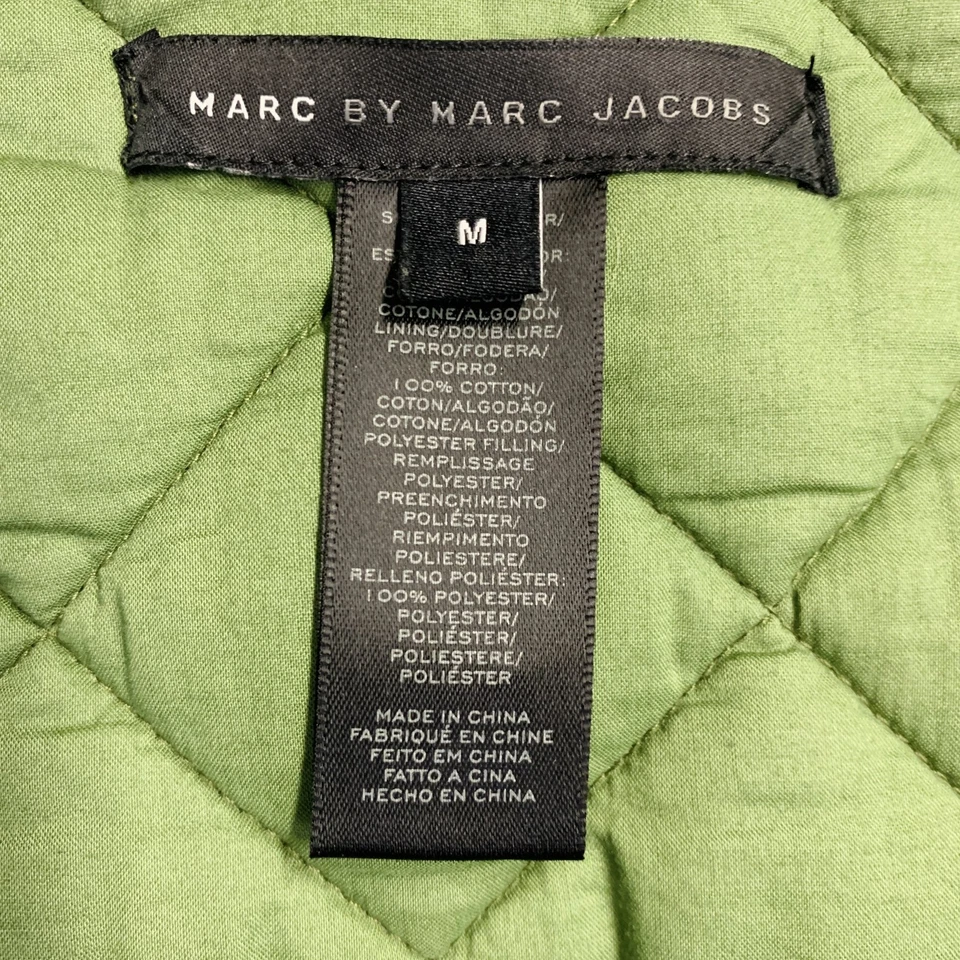 MARC BY MARC JACOBS
M
COTONE/ALGODÓN
LINING/DOUBLURE/
FORRO/FODERA/
FORRO:
100% COTTON/
COTON/ALGODÃO/
COTONE/ALGODÓN
POLYESTER FILLING/
REMPLISSAGE
POLYESTER/
PREENCHIMENTO
POLIÉSTER/
RIEMPIMENTO
POLIESTERE/
RELLENO POLIÉSTER:
100% POLYESTER/
POLYESTER/
POLIÉSTER/
POLIESTERE/
POLIÉSTER
MADE IN CHINA
FABRIQUÉ EN CHINE
FEITO EM CHINA
FATTO A CINA
HECHO EN CHINA